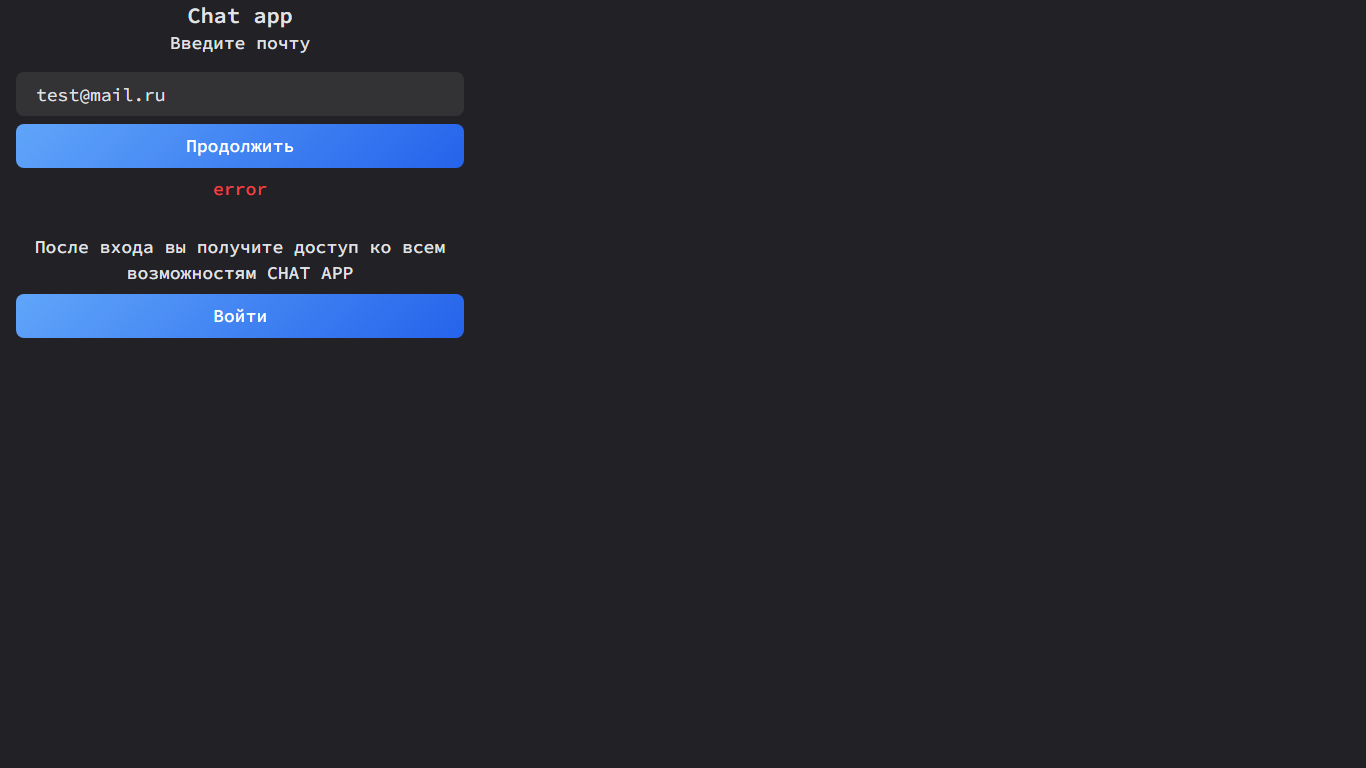 Chat app
Введите почту
test@mail.ru
Продолжить
error
После входа вы получите доступ ко всем
возможностям CHAT APP
Войти